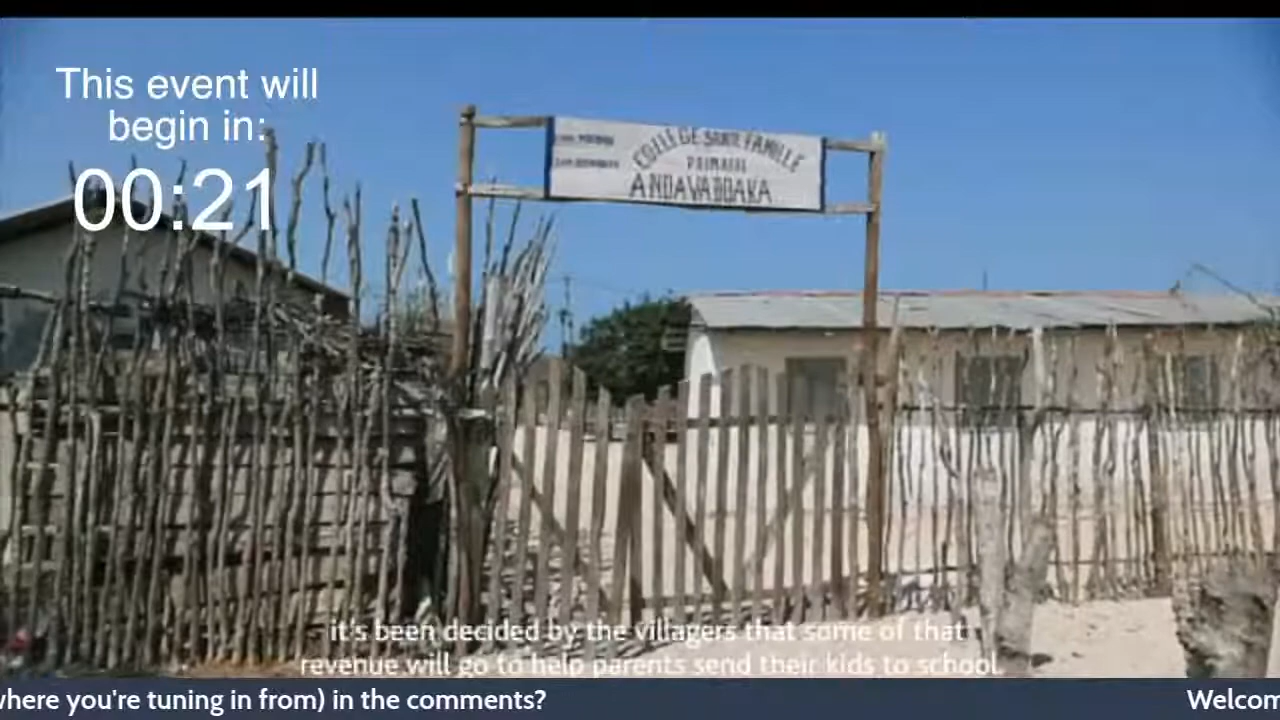 This event will
begin in:
00:21
COLLÈGE SAINTE FAMILLE
PRIMAIRE
ANDAVADOAKA
it's been decided by the villagers that some of that
revenue will go to help parents send their kids to school.
where you're tuning in from) in the comments?
Welcom